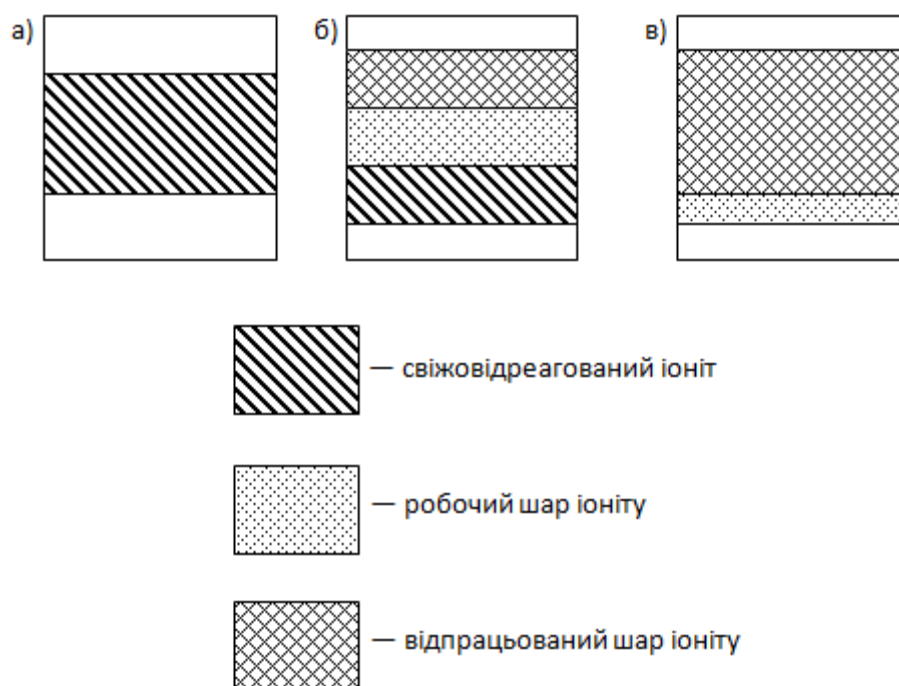 а)
б)
в)
— свіжовідреагований іоніт
— робочий шар іоніту
— відпрацьований шар іоніту